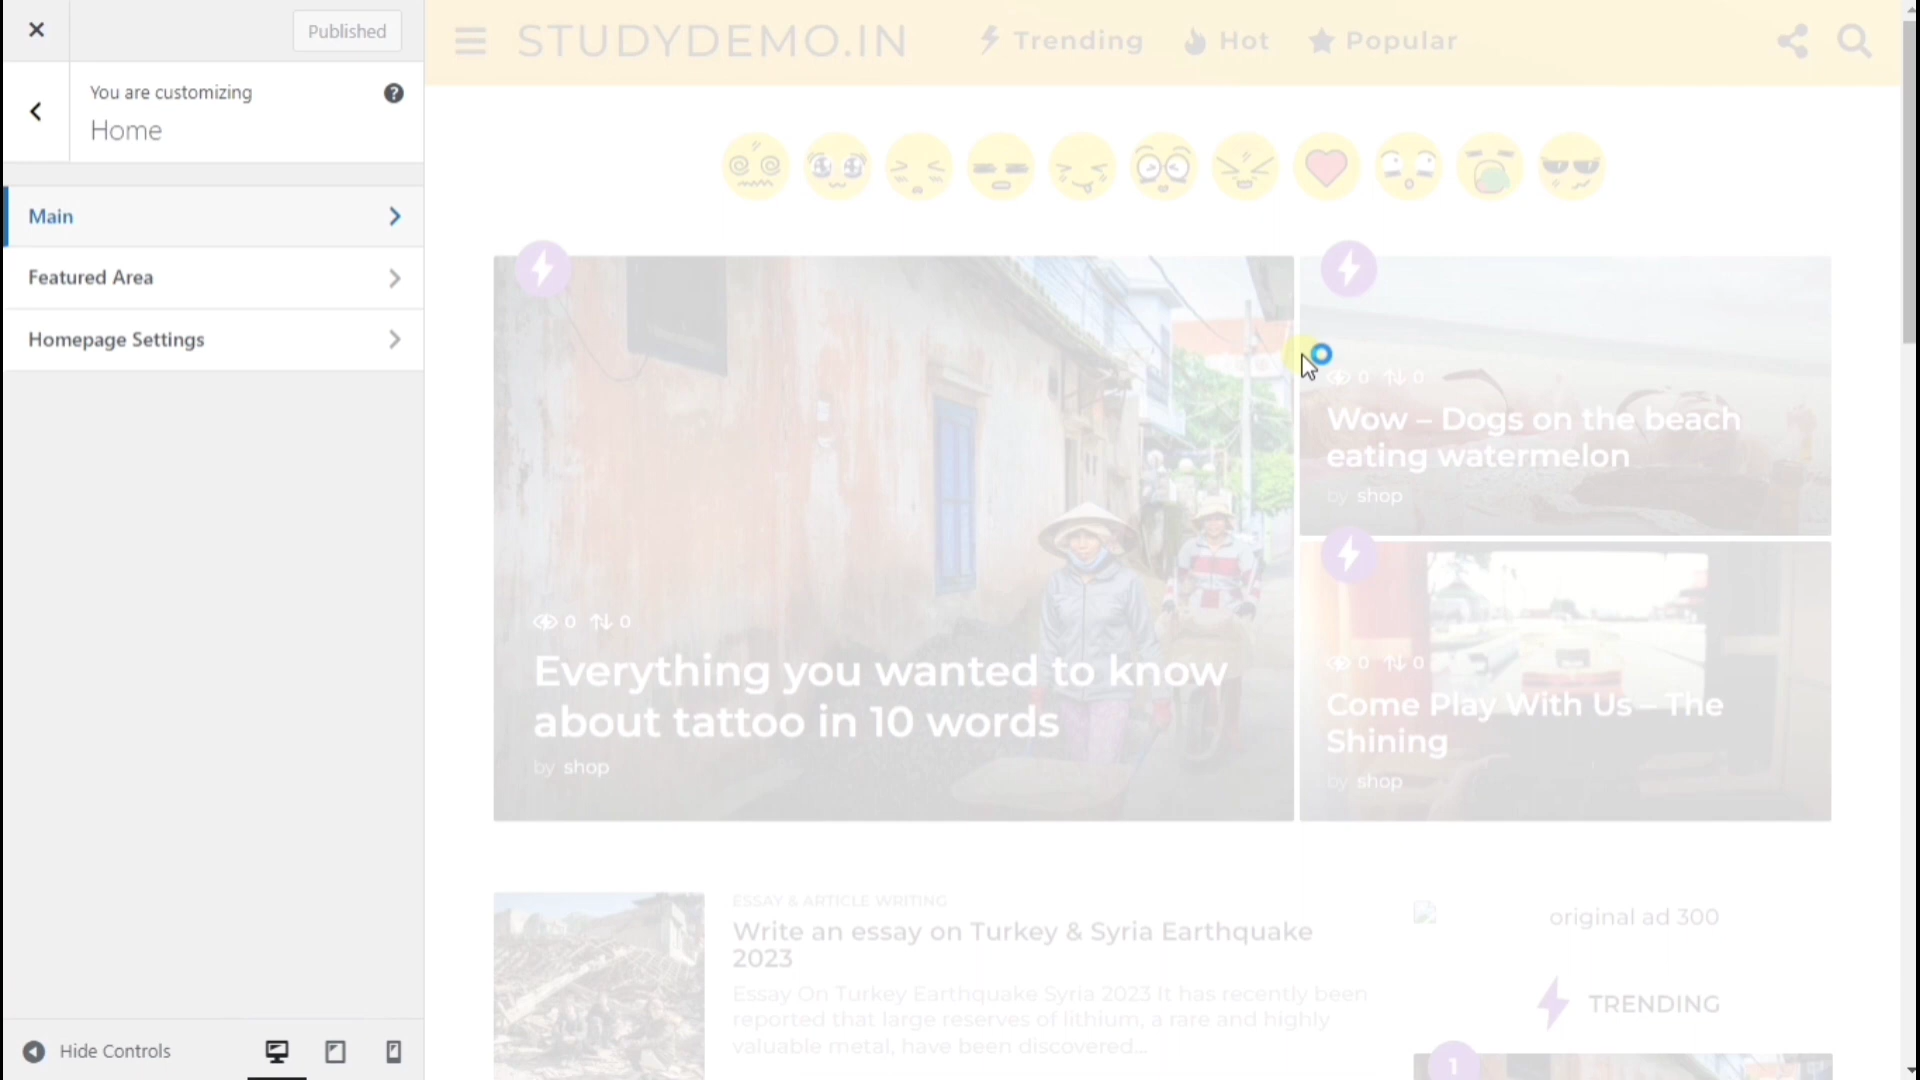 Published
You are customizing
Home
Main
Featured Area
Homepage Settings
Hide Controls
STUDYDEMO.IN
Trending
Hot
Popular
0 0
Everything you wanted to know
about tattoo in 10 words
by shop
0 0
Wow – Dogs on the beach
eating watermelon
by shop
0 0
Come Play With Us – The
Shining
by shop
ESSAY & ARTICLE WRITING
Write an essay on Turkey & Syria Earthquake
2023
Essay On Turkey Earthquake Syria 2023 It has recently been
reported that large reserves of lithium, a rare and highly
valuable metal, have been discovered...
original ad 300
TRENDING
1